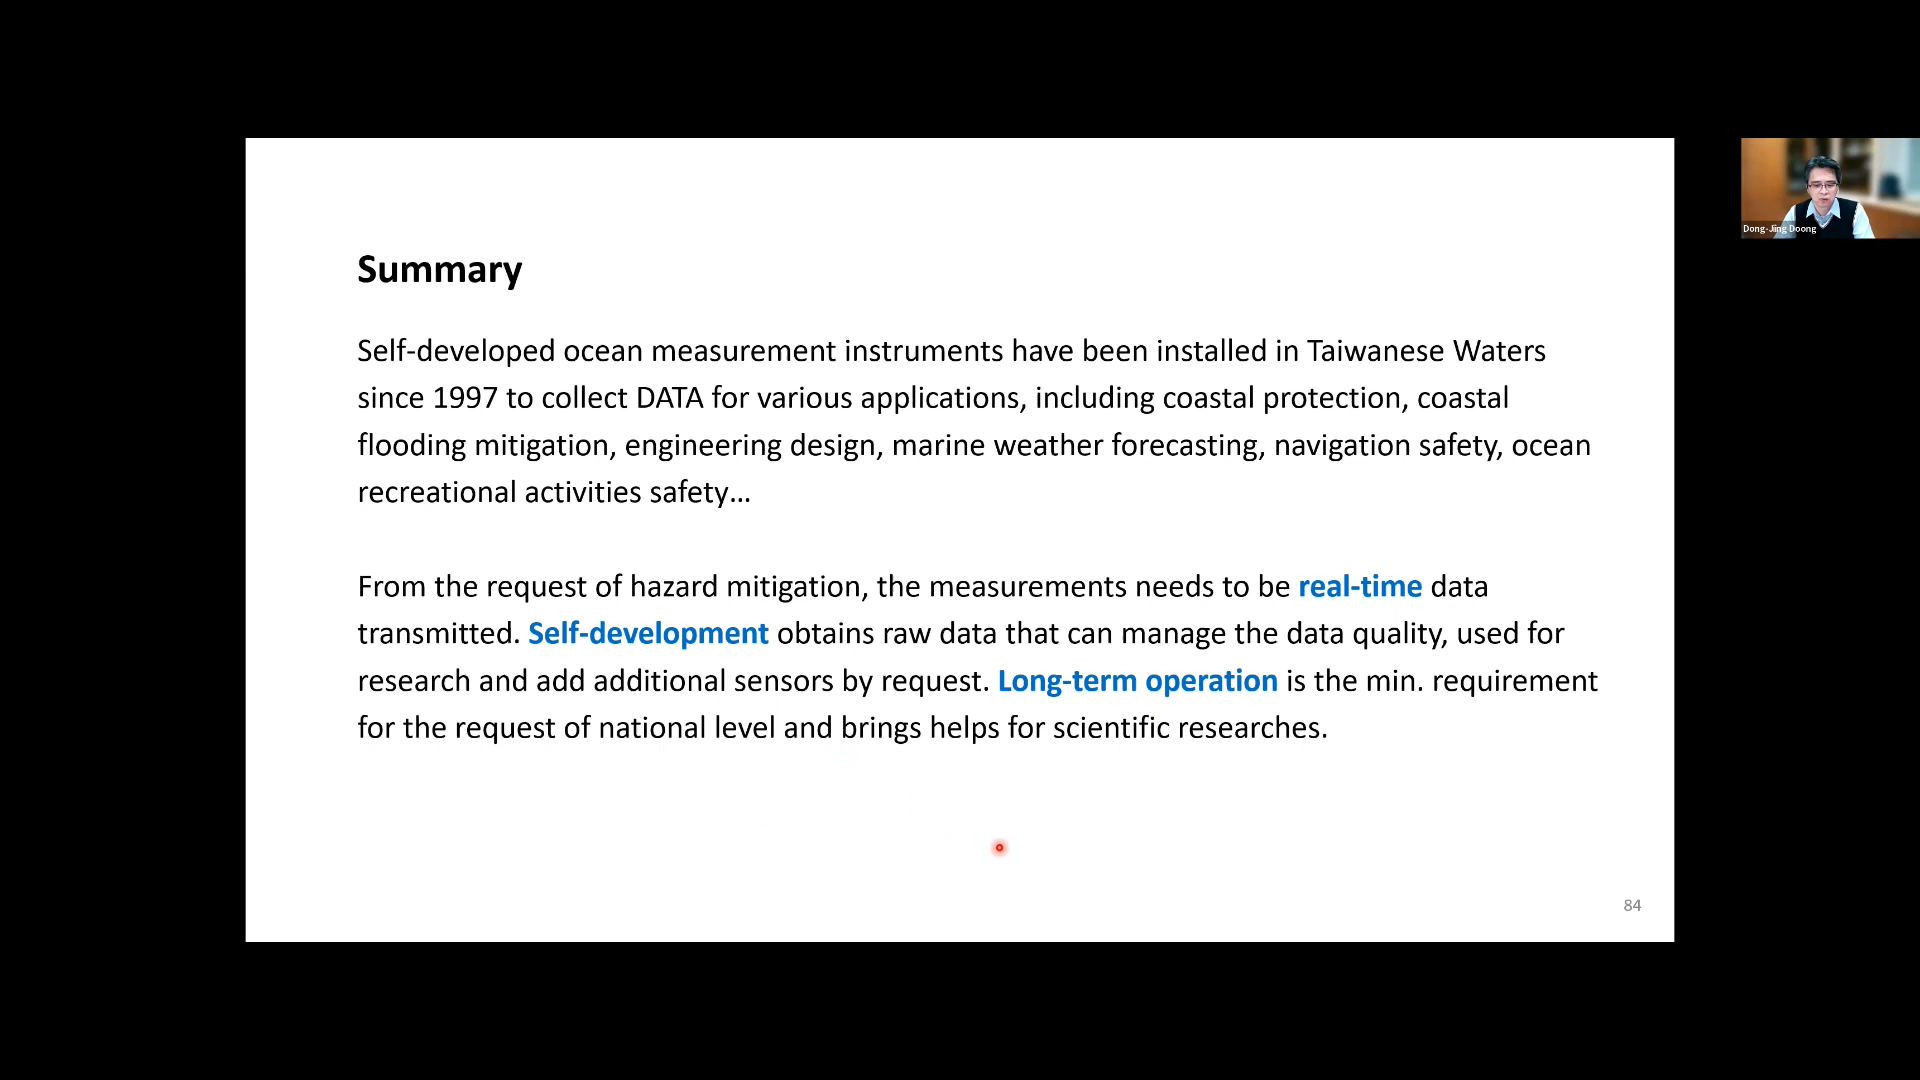 Summary
Self-developed ocean measurement instruments have been installed in Taiwanese Waters
since 1997 to collect DATA for various applications, including coastal protection, coastal
flooding mitigation, engineering design, marine weather forecasting, navigation safety, ocean
recreational activities safety…
From the request of hazard mitigation, the measurements needs to be real-time data
transmitted. Self-development obtains raw data that can manage the data quality, used for
research and add additional sensors by request. Long-term operation is the min. requirement
for the request of national level and brings helps for scientific researches.
84
Dong-Jiing Doong